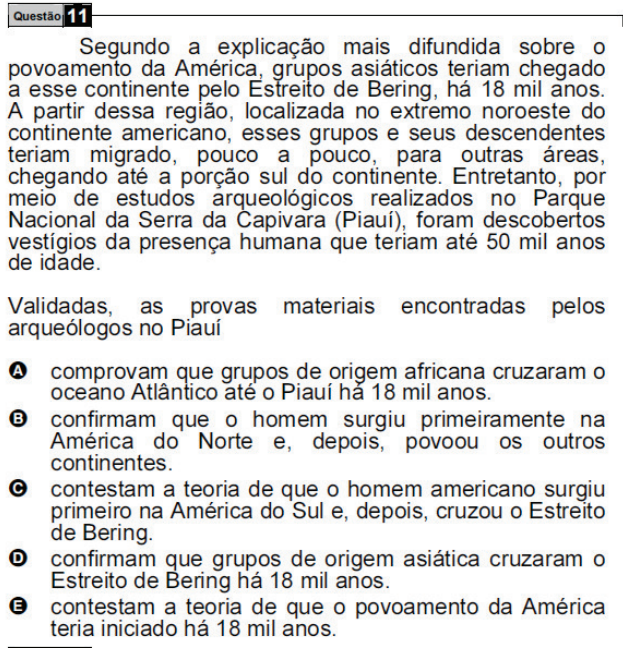 Questão 11
Segundo a explicação mais difundida sobre o
povoamento da América, grupos asiáticos teriam chegado
a esse continente pelo Estreito de Bering, há 18 mil anos.
A partir dessa região, localizada no extremo noroeste do
continente americano, esses grupos e seus descendentes
teriam migrado, pouco a pouco, para outras áreas,
chegando até a porção sul do continente. Entretanto, por
meio de estudos arqueológicos realizados no Parque
Nacional da Serra da Capivara (Piauí), foram descobertos
vestígios da presença humana que teriam até 50 mil anos
de idade.
Validadas, as provas materiais encontradas pelos
arqueólogos no Piauí
A comprovam que grupos de origem africana cruzaram o
oceano Atlântico até o Piauí há 18 mil anos.
B confirmam que o homem surgiu primeiramente na
América do Norte e, depois, povoou os outros
continentes.
C contestam a teoria de que o homem americano surgiu
primeiro na América do Sul e, depois, cruzou o Estreito
de Bering.
D confirmam que grupos de origem asiática cruzaram o
Estreito de Bering há 18 mil anos.
E contestam a teoria de que o povoamento da América
teria iniciado há 18 mil anos.